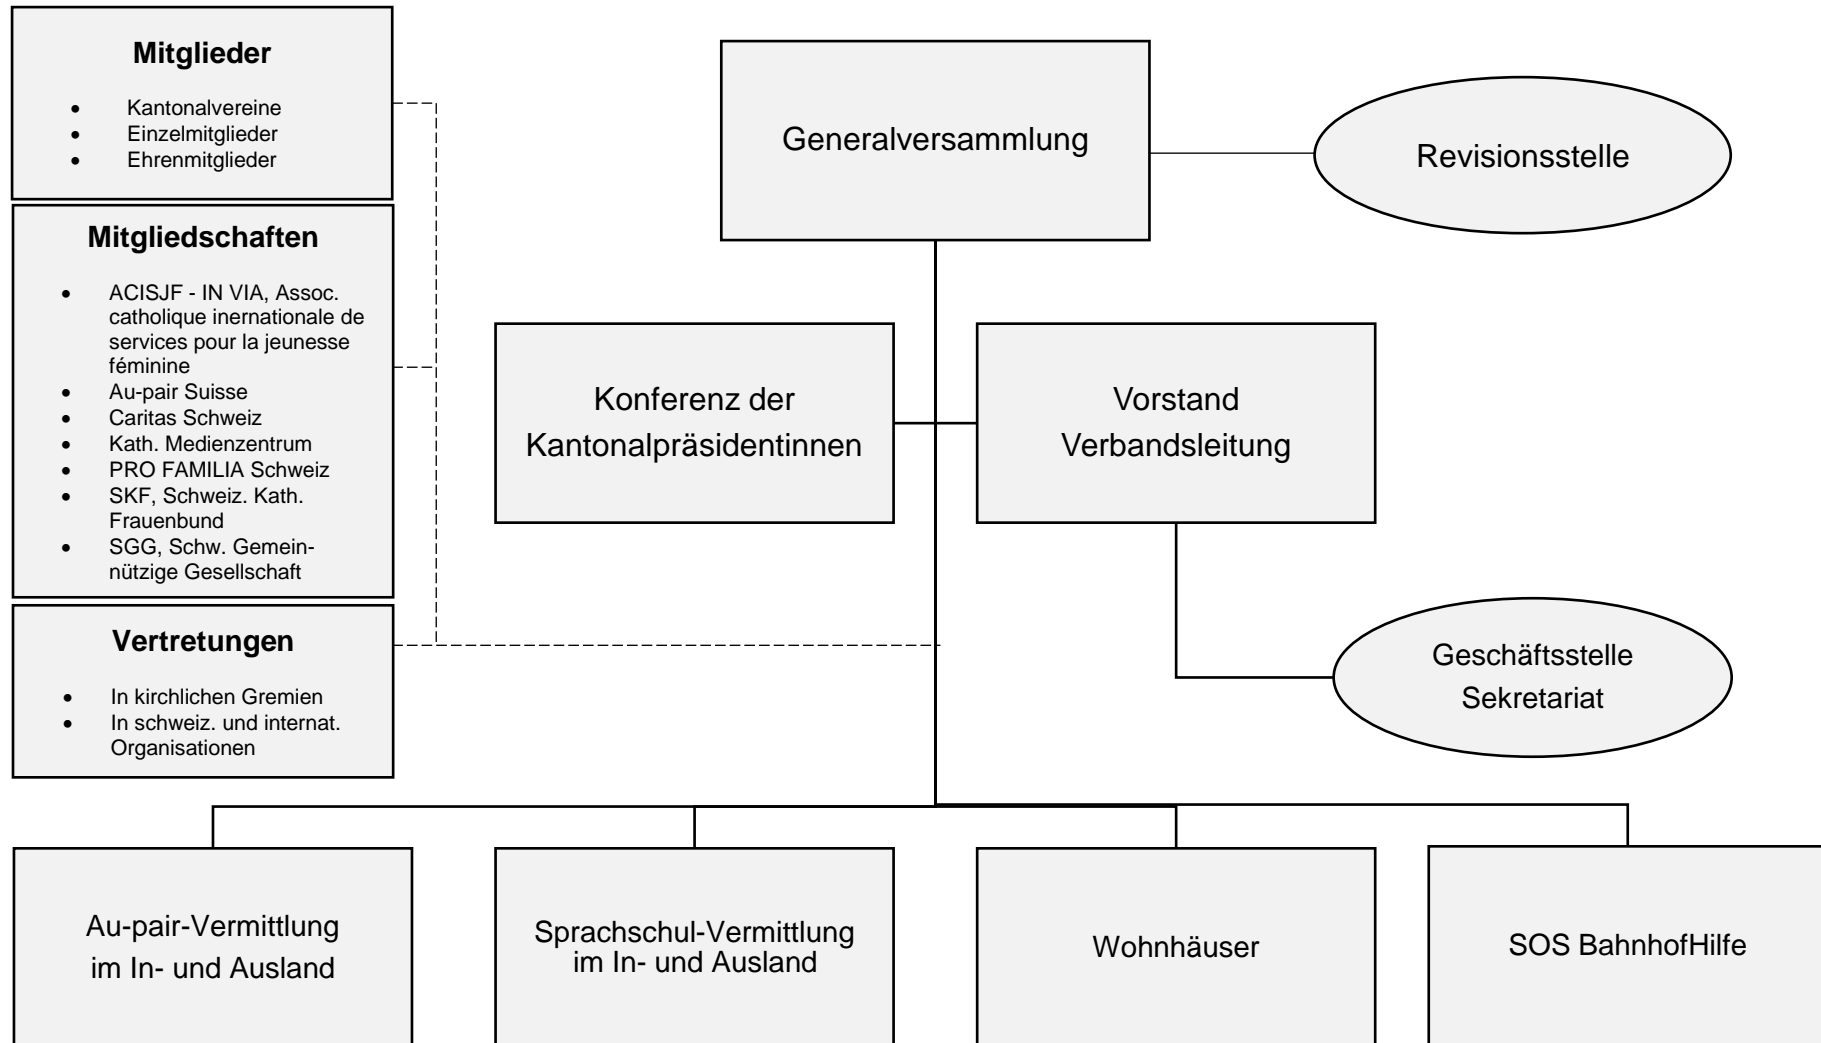 Mitglieder
• Kantonalvereine
• Einzelmitglieder
• Ehrenmitglieder
Mitgliedschaften
• ACISJF - IN VIA, Assoc.
catholique inernationale de
services pour la jeunesse
féminine
• Au-pair Suisse
• Caritas Schweiz
• Kath. Medienzentrum
• PRO FAMILIA Schweiz
• SKF, Schweiz. Kath.
Frauenbund
• SGG, Schw. Gemein-
nützige Gesellschaft
Vertretungen
• In kirchlichen Gremien
• In schweiz. und internat.
Organisationen
Generalversammlung
Revisionsstelle
Konferenz der
Kantonalpräsidentinnen
Vorstand
Verbandsleitung
Geschäftsstelle
Sekretariat
Au-pair-Vermittlung
im In- und Ausland
Sprachschul-Vermittlung
im In- und Ausland
Wohnhäuser
SOS BahnhofHilfe